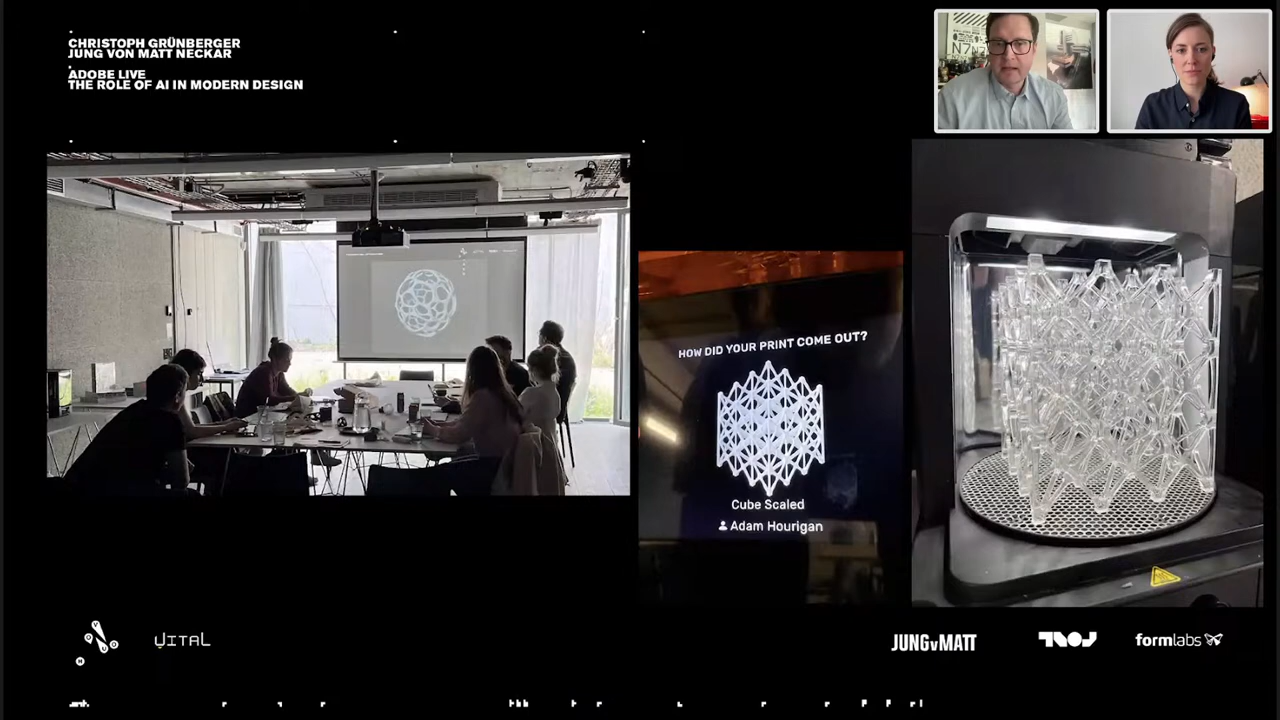 CHRISTOPH GRÜNBERGER
JUNG VON MATT NECKAR
ADOBE LIVE
THE ROLE OF AI IN MODERN DESIGN
N7N7
HOW DID YOUR PRINT COME OUT?
Cube Scaled
Adam Hourigan
VITAL
JUNGvMATT
formlabs